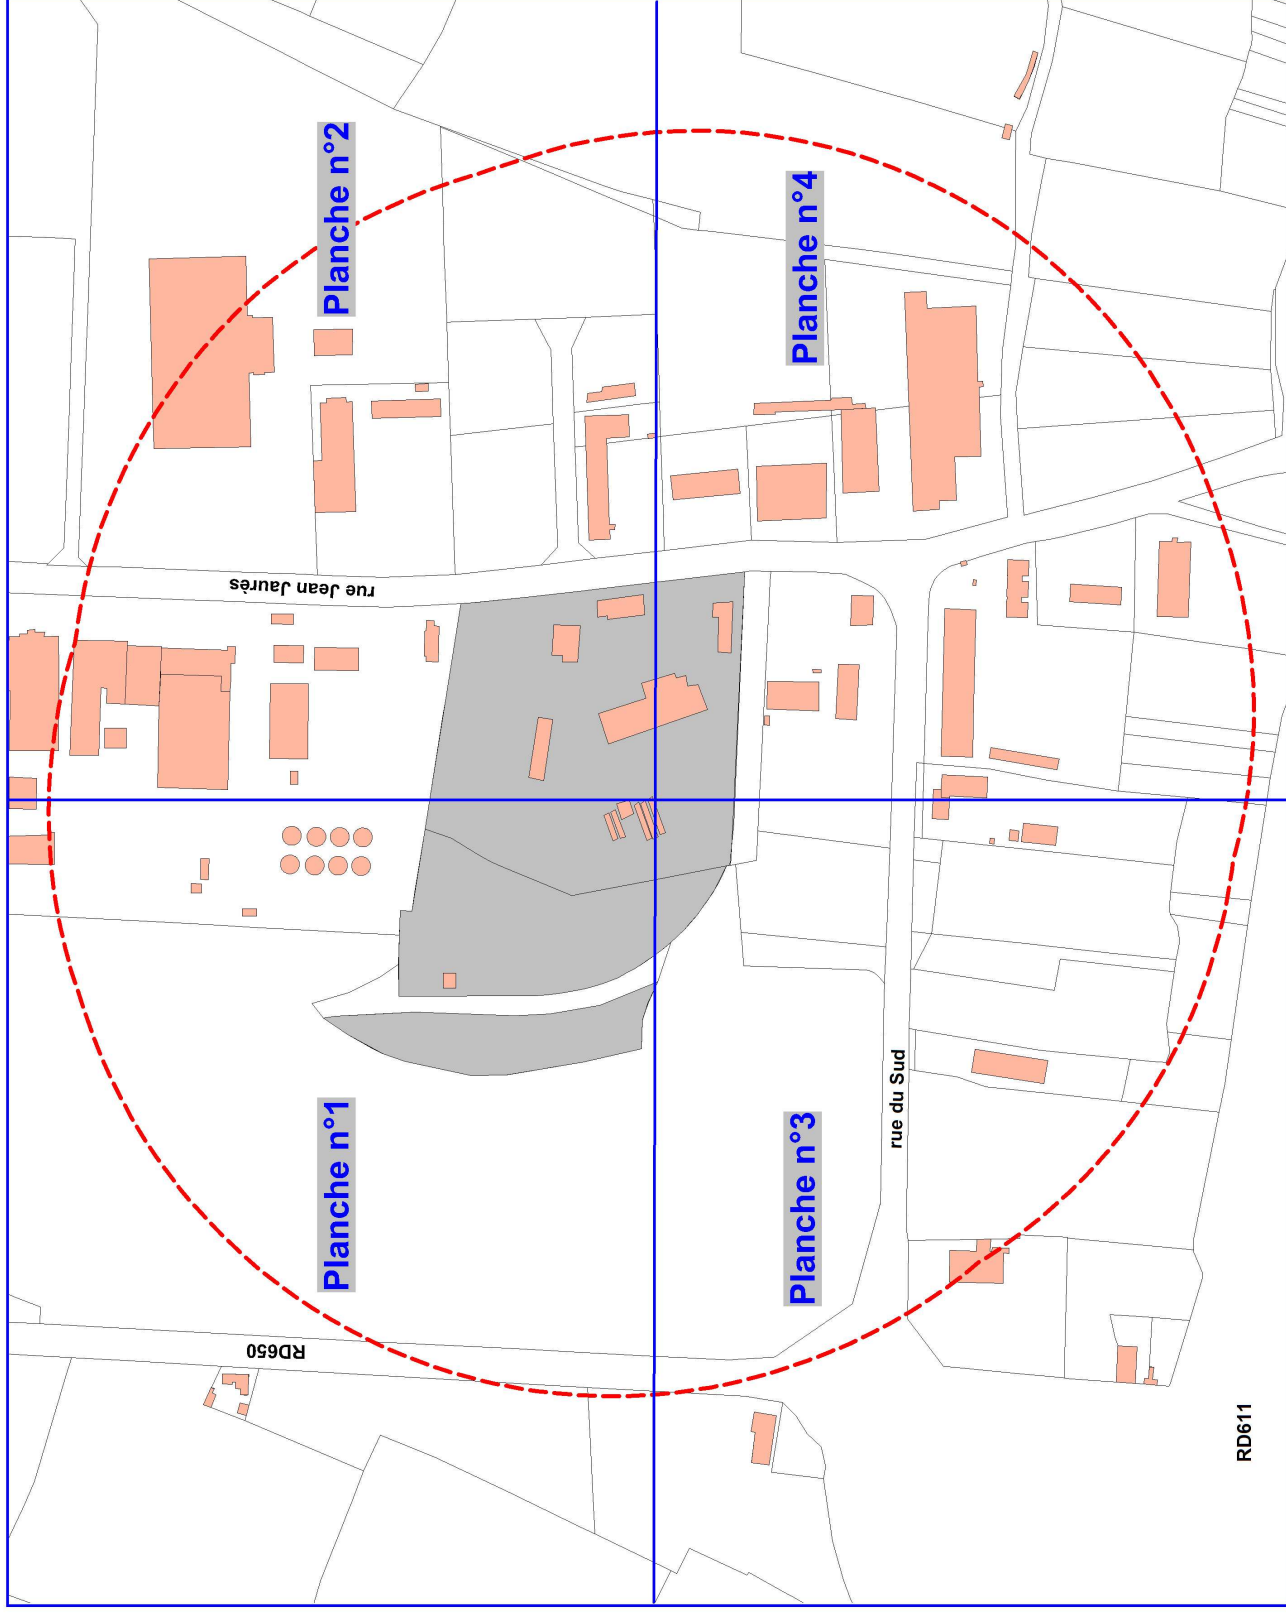 Planche n°1
Planche n°2
Planche n°3
Planche n°4
rue Jean Jaurès
rue du Sud
RD650
RD611